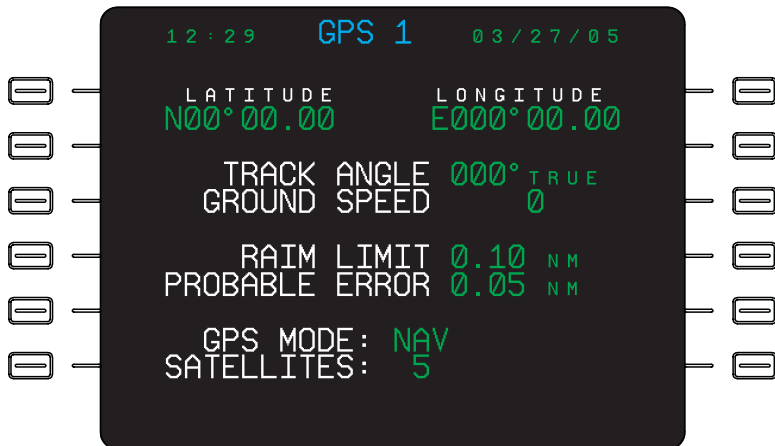 12:29 GPS 1 03/27/05
LATITUDE LONGITUDE
N00°00.00 E000°00.00
TRACK ANGLE 000° TRUE
GROUND SPEED 0
RAIM LIMIT 0.10 NM
PROBABLE ERROR 0.05 NM
GPS MODE: NAV
SATELLITES: 5